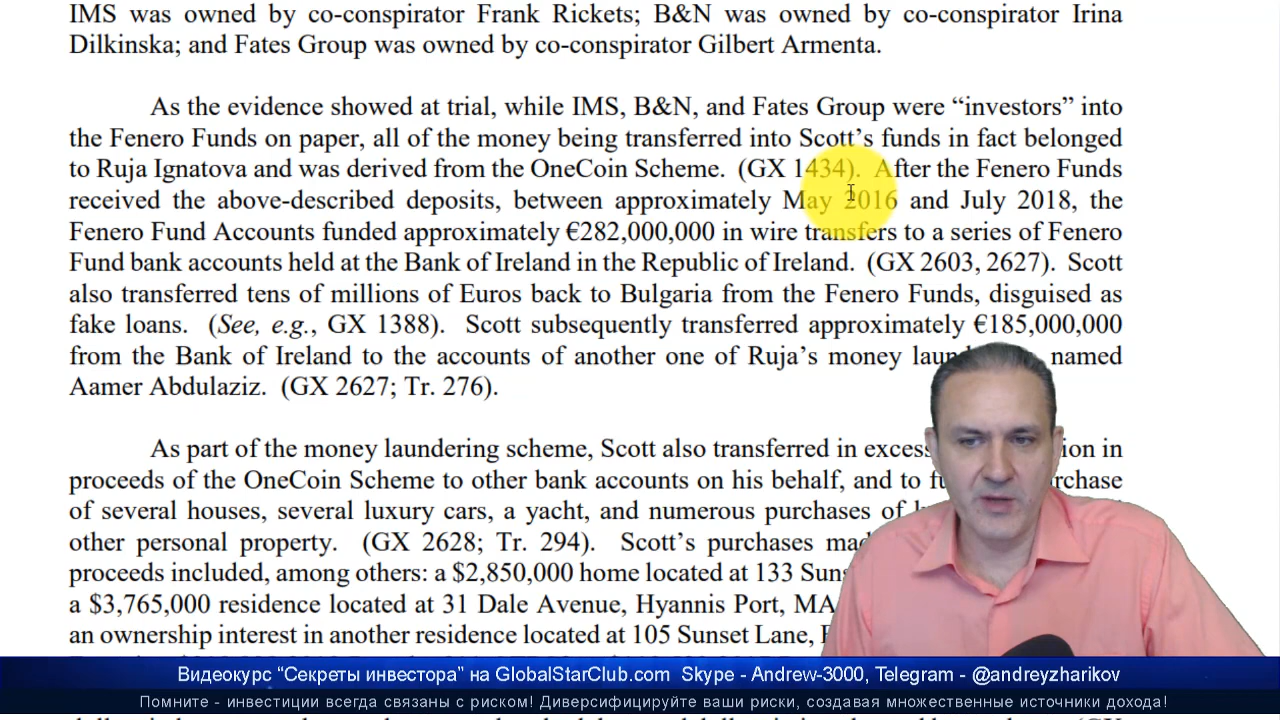 IMS was owned by co-conspirator Frank Rickets; B&N was owned by co-conspirator Irina
Dilkinska; and Fates Group was owned by co-conspirator Gilbert Armenta.
As the evidence showed at trial, while IMS, B&N, and Fates Group were “investors” into
the Fenero Funds on paper, all of the money being transferred into Scott’s funds in fact belonged
to Ruja Ignatova and was derived from the OneCoin Scheme. (GX 1434). After the Fenero Funds
received the above-described deposits, between approximately May 2016 and July 2018, the
Fenero Fund Accounts funded approximately €282,000,000 in wire transfers to a series of Fenero
Fund bank accounts held at the Bank of Ireland in the Republic of Ireland. (GX 2603, 2627). Scott
also transferred tens of millions of Euros back to Bulgaria from the Fenero Funds, disguised as
fake loans. (See, e.g., GX 1388). Scott subsequently transferred approximately €185,000,000
from the Bank of Ireland to the accounts of another one of Ruja’s money named
Aamer Abdulaziz. (GX 2627; Tr. 276).
As part of the money laundering scheme, Scott also transferred in excess in
proceeds of the OneCoin Scheme to other bank accounts on his behalf, and to
of several houses, several luxury cars, a yacht, and numerous purchases of
other personal property. (GX 2628; Tr. 294). Scott’s purchases
proceeds included, among others: a $2,850,000 home located at 133
a $3,765,000 residence located at 31 Dale Avenue, Hyannis Port, MA
an ownership interest in another residence located at 105 Sunset Lane,
Видеокурс “Секреты инвестора” на GlobalStarClub.com Skype - Andrew-3000, Telegram - @andreyzharikov
Помните - инвестиции всегда связаны с риском! Диверсифицируйте ваши риски, создавая множественные источники дохода!